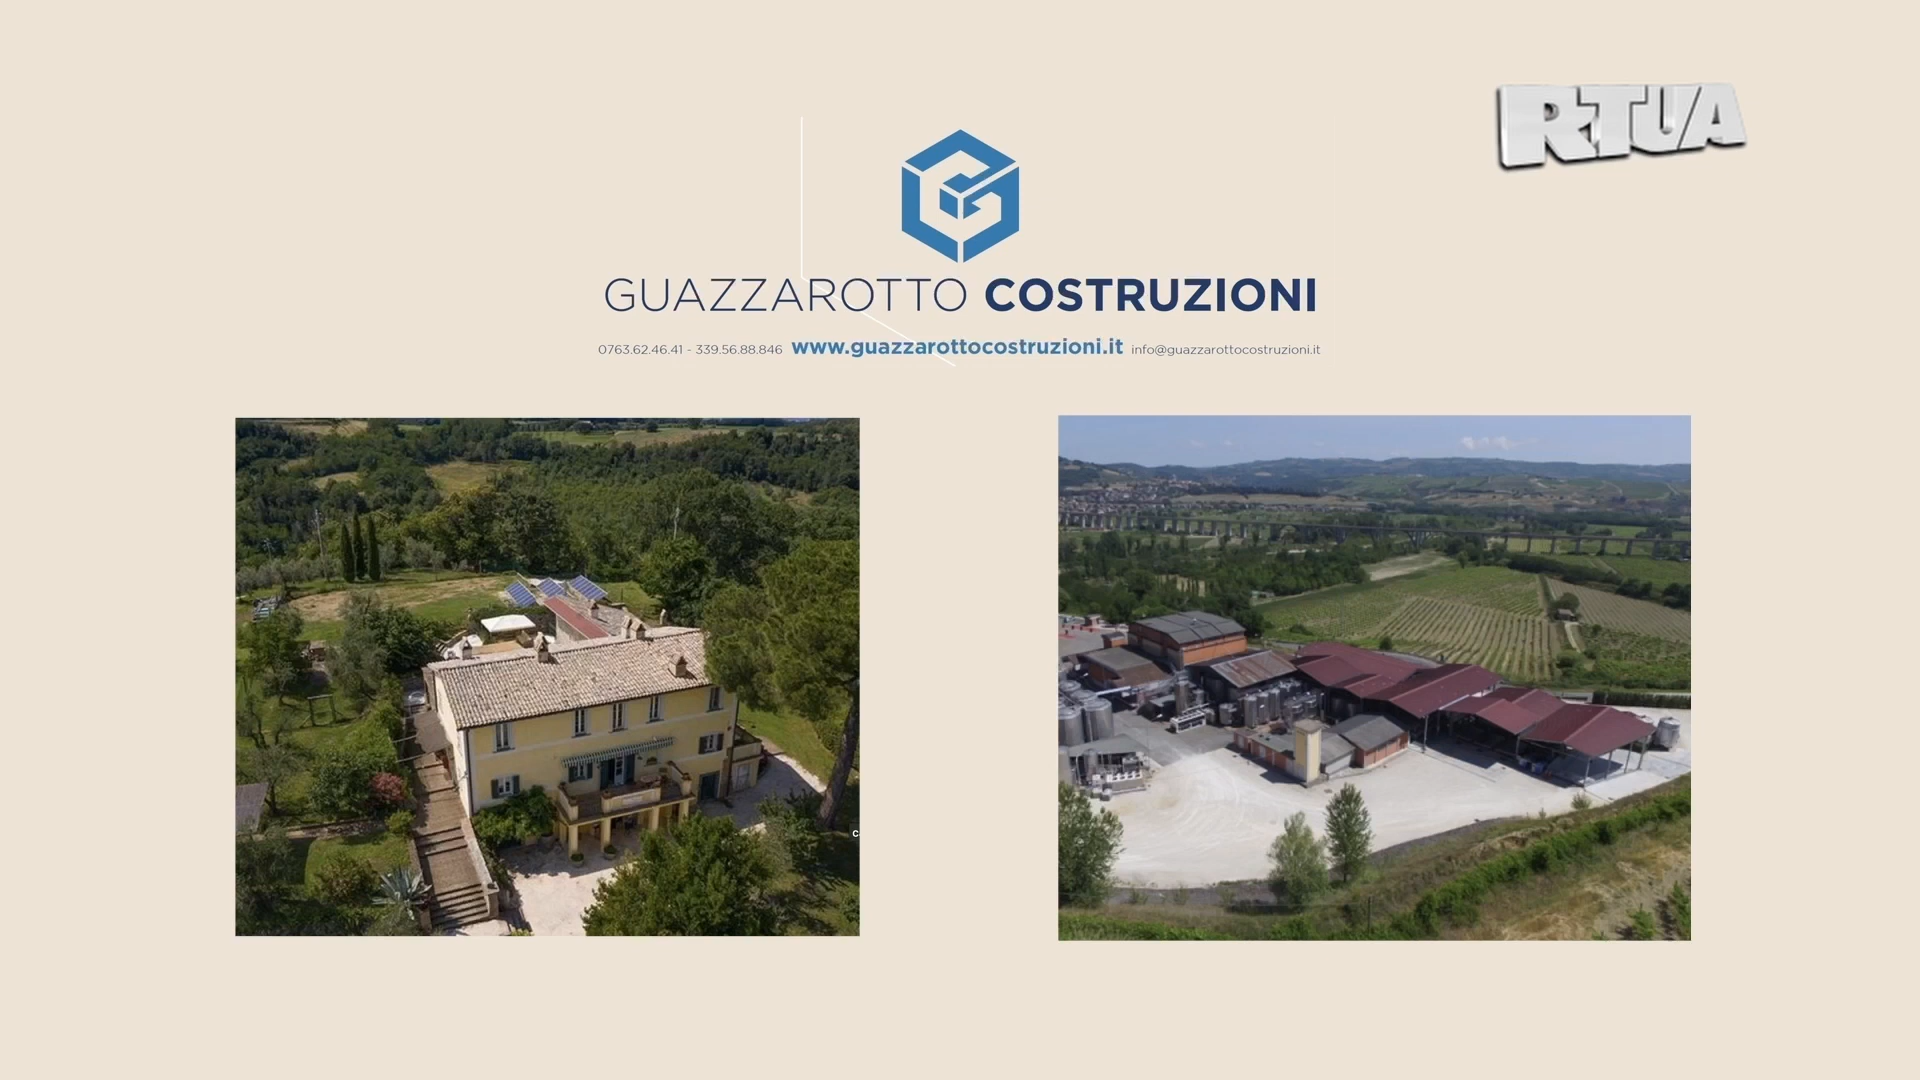 RTUA
GUAZZAROTTO COSTRUZIONI
0763.62.46.41 - 339.56.88.846 www.guazzarottocostruzioni.it info@guazzarottocostruzioni.it